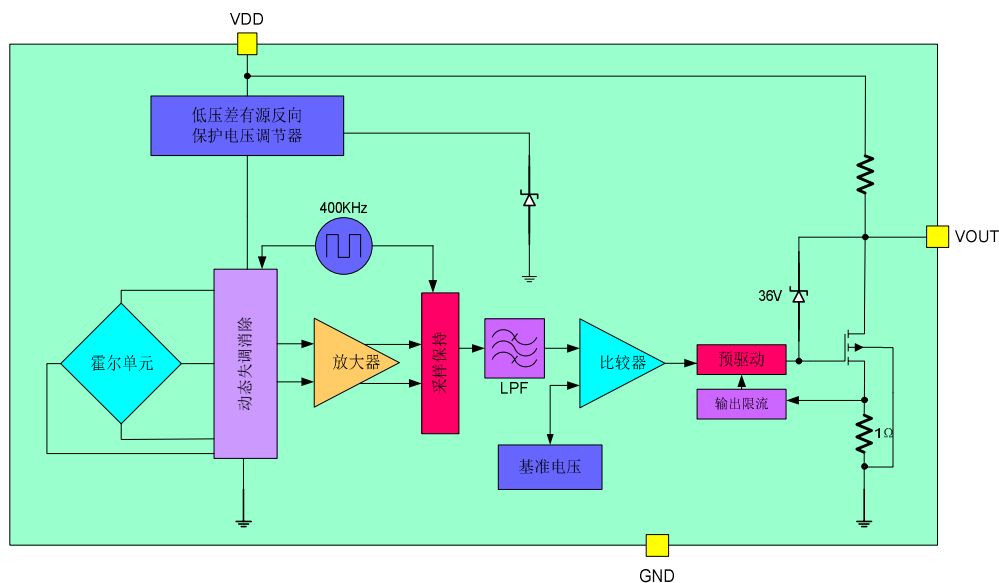 VDD
低压差有源反向
保护电压调节器
400KHz
VOUT
36V
霍尔单元
动态失调消除
放大器
采样保持
LPF
比较器
预驱动
输出限流
1Ω
基准电压
GND